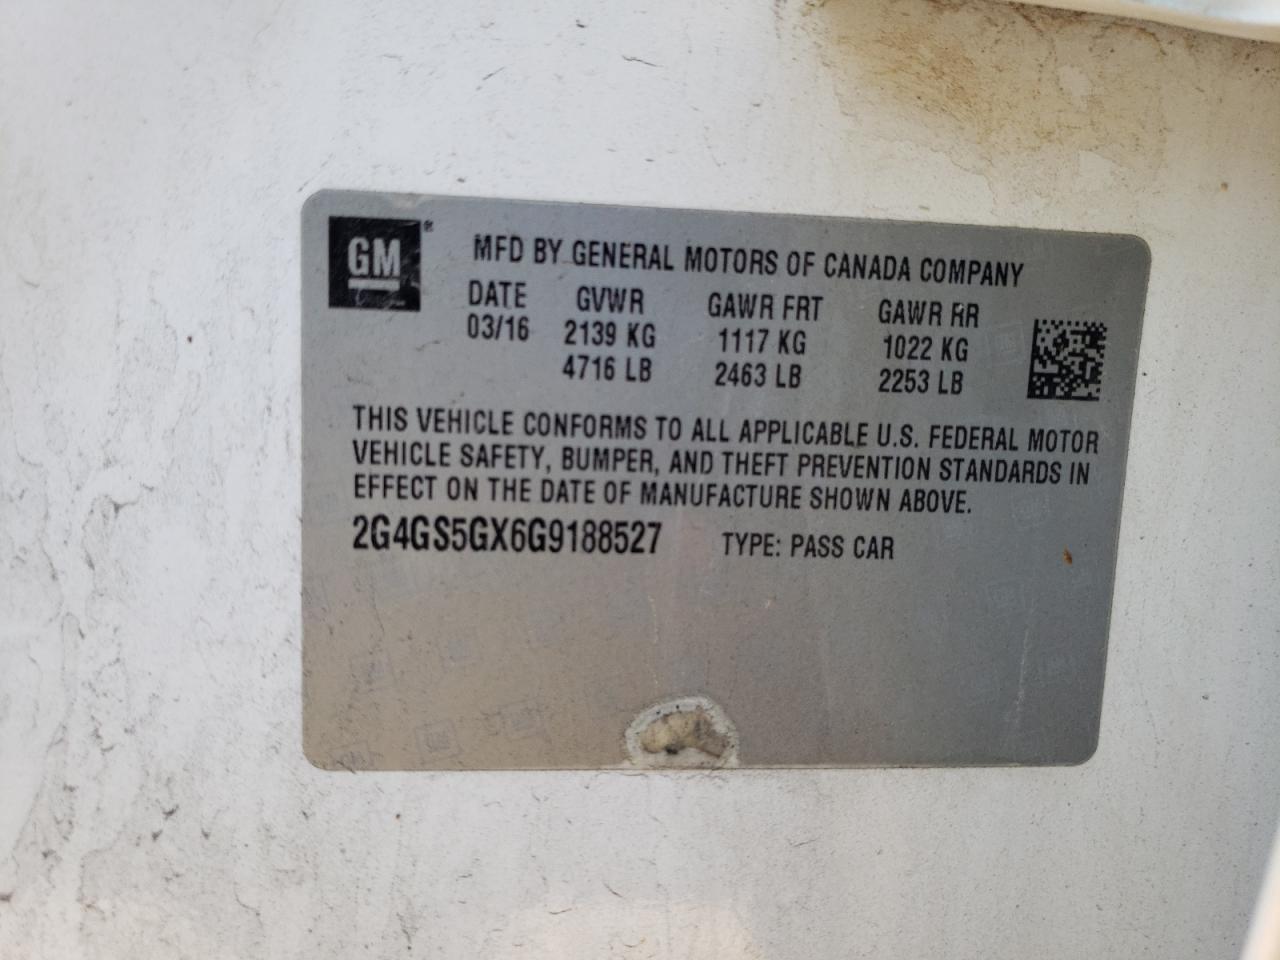 GM®
MFD BY GENERAL MOTORS OF CANADA COMPANY
DATE GVWR GAWR FRT GAWR RR
03/16 2139 KG 1117 KG 1022 KG
4716 LB 2463 LB 2253 LB
THIS VEHICLE CONFORMS TO ALL APPLICABLE U.S. FEDERAL MOTOR
VEHICLE SAFETY, BUMPER, AND THEFT PREVENTION STANDARDS IN
EFFECT ON THE DATE OF MANUFACTURE SHOWN ABOVE.
2G4GS5GX6G9188527 TYPE: PASS CAR